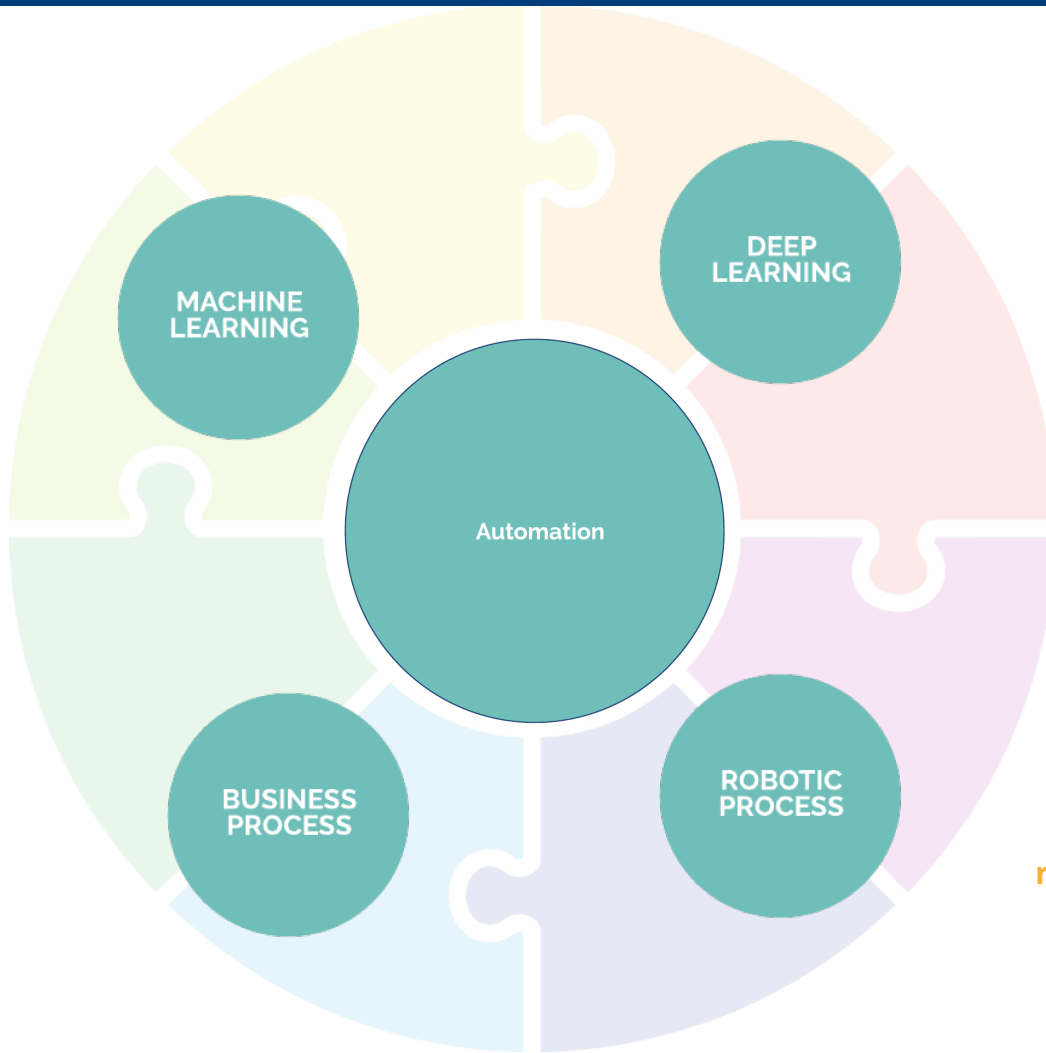 DEEP
LEARNING
MACHINE
LEARNING
Automation
ROBOTIC
PROCESS
BUSINESS
PROCESS
r